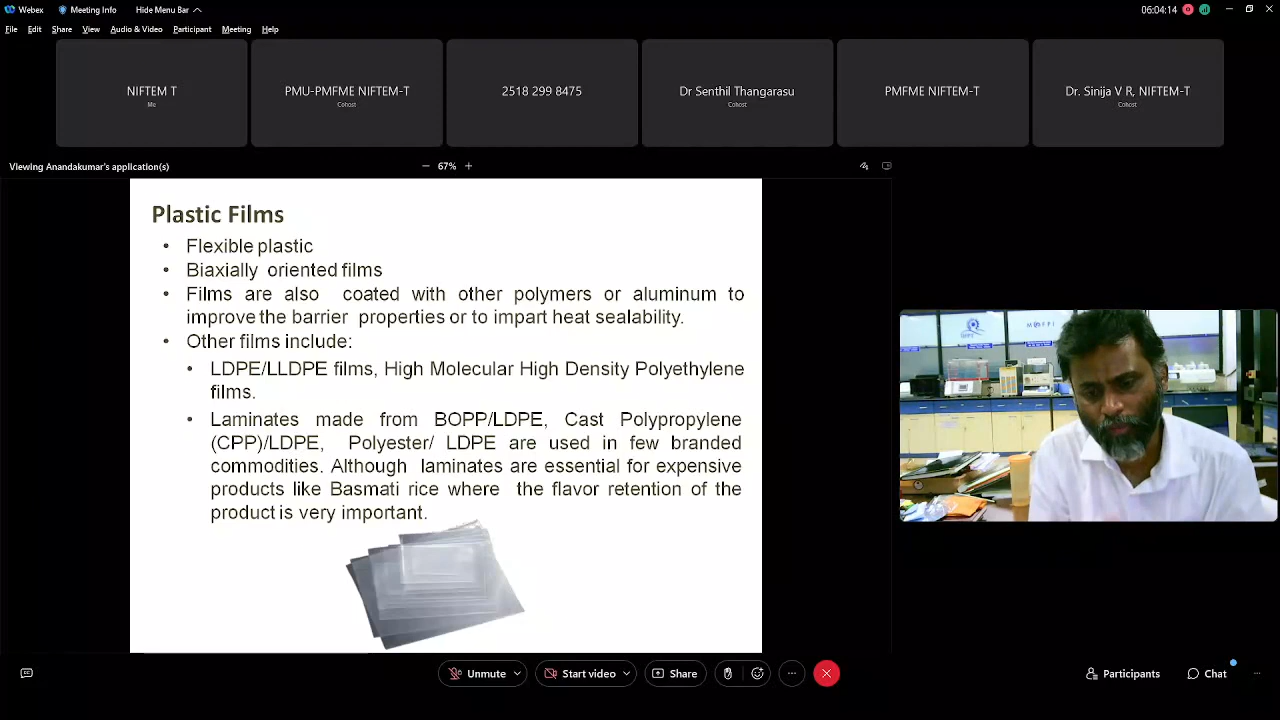 Webex
Meeting Info
Hide Menu Bar
06:04:14
File Edit Share View Audio & Video Participant Meeting Help
NIFTEM T
Me
PMU-PMFME NIFTEM-T
Cohost
2518 299 8475
Dr Senthil Thangarasu
Cohost
PMFME NIFTEM-T
Dr. Sinija V R, NIFTEM-T
Cohost
Viewing Anandakumar's application(s)
− 67% +
Plastic Films
• Flexible plastic
• Biaxially oriented films
• Films are also coated with other polymers or aluminum to
improve the barrier properties or to impart heat sealability.
• Other films include:
• LDPE/LLDPE films, High Molecular High Density Polyethylene
films.
• Laminates made from BOPP/LDPE, Cast Polypropylene
(CPP)/LDPE, Polyester/ LDPE are used in few branded
commodities. Although laminates are essential for expensive
products like Basmati rice where the flavor retention of the
product is very important.
Unmute
Start video
Share
Participants
Chat